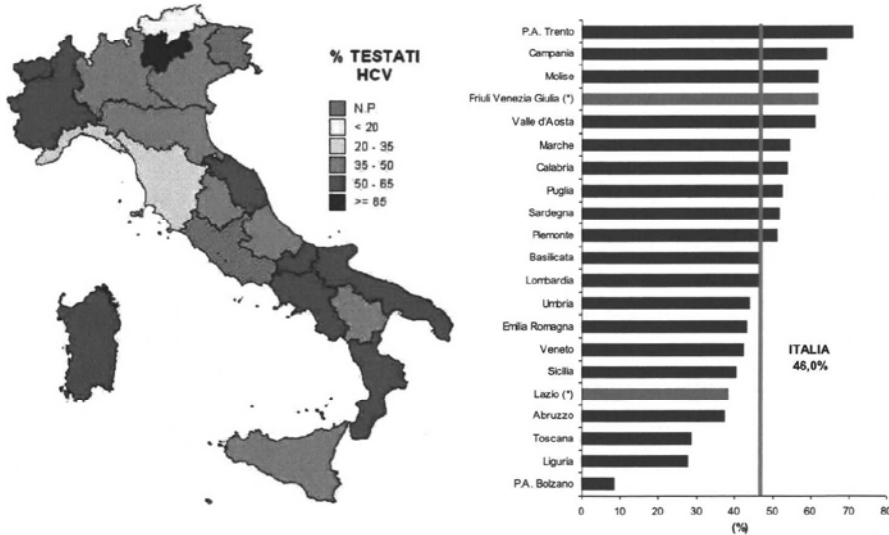 % TESTATI
HCV
N.P
< 20
20 - 35
35 - 50
50 - 65
>= 65
P.A. Trento
Campania
Molise
Friuli Venezia Giulia (*)
Valle d'Aosta
Marche
Calabria
Puglia
Sardegna
Piemonte
Basilicata
Lombardia
Umbria
Emilia Romagna
Veneto
Sicilia
Lazio (*)
Abruzzo
Toscana
Liguria
P.A. Bolzano
ITALIA
46,0%
0 10 20 30 40 50 60 70 80
(%)